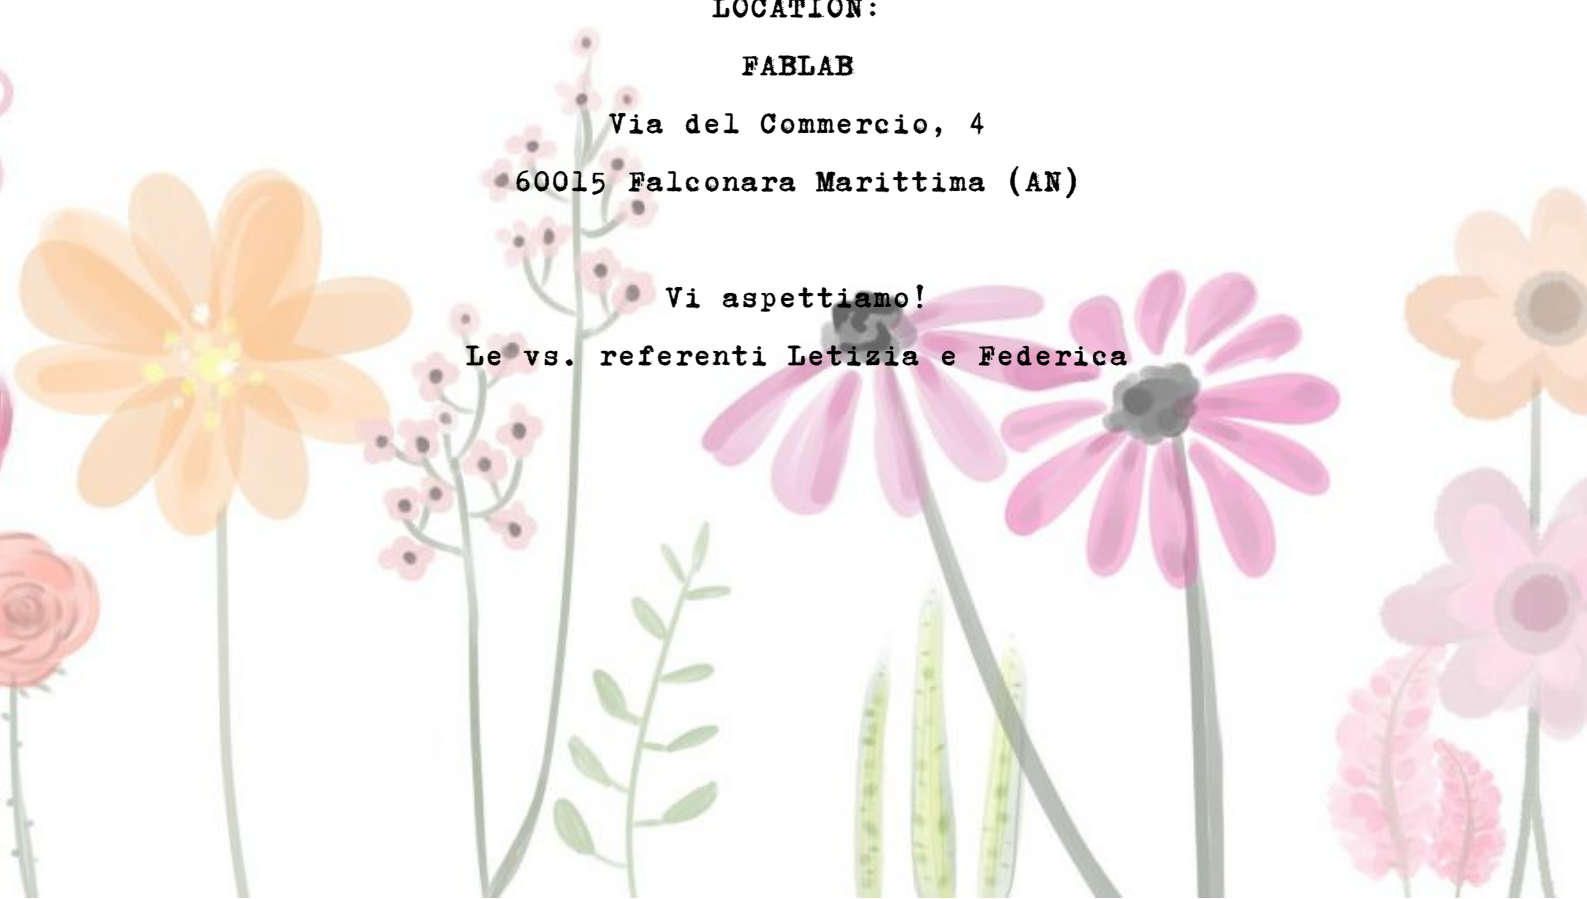 LOCATION:
FABLAB
Via del Commercio, 4
60015 Falconara Marittima (AN)
Vi aspettiamo!
Le vs. referenti Letizia e Federica